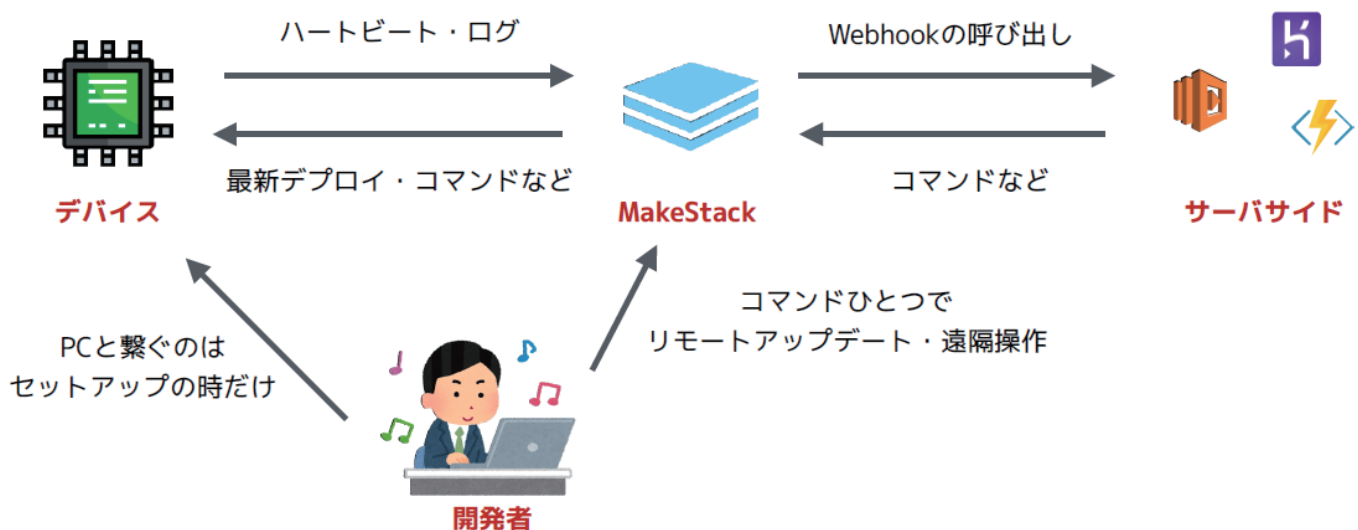 ハートビート・ログ
Webhookの呼び出し
最新デプロイ・コマンドなど
コマンドなど
デバイス
MakeStack
サーバサイド
PCと繋ぐのは
セットアップの時だけ
コマンドひとつで
リモートアップデート・遠隔操作
開発者